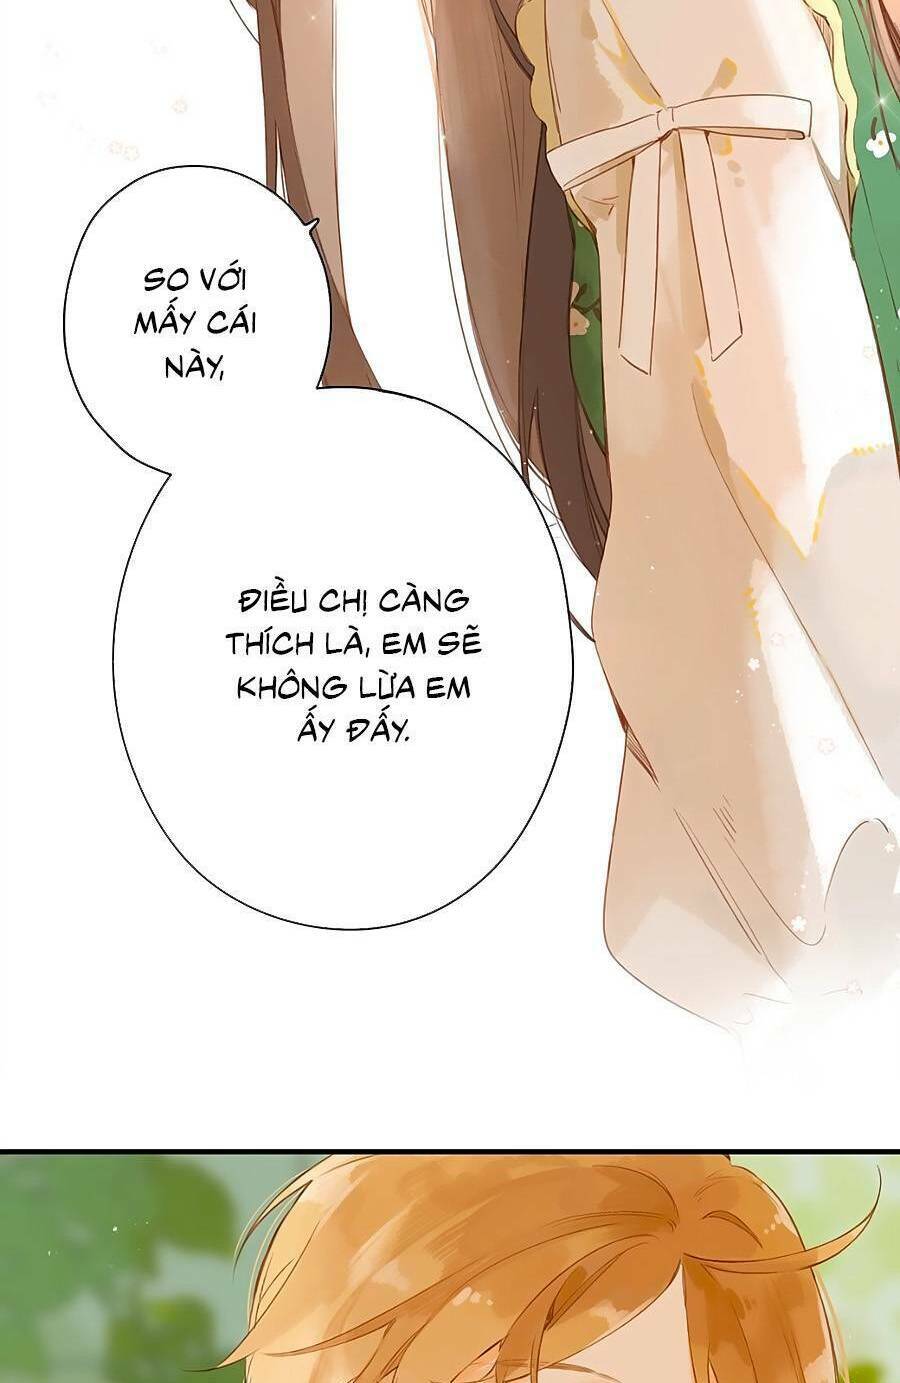 SO VỚI
MẤY CÁI
NÀY,
ĐIỀU CHỊ CÀNG
THÍCH LÀ, EM SẼ
KHÔNG LỪA EM
ẤY ĐẤY.